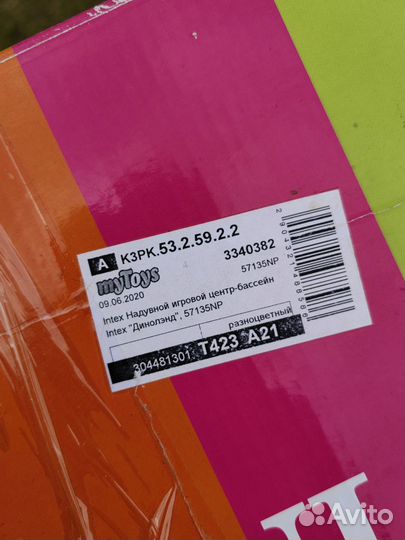 A K3PK.53.2.59.2.2
myToys 3340382
09.06.2020 57135NP
Intex Надувной игровой центр-бассейн
Intex "Динолэнд", 57135NP
разноцветный
304481301 T423 A21
Avito